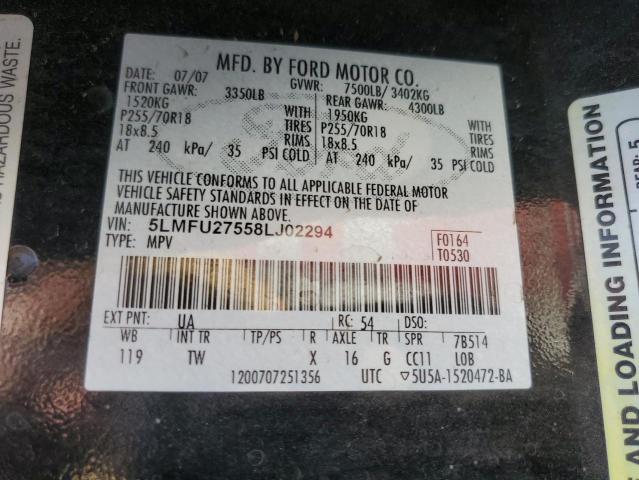 MFD. BY FORD MOTOR CO.
DATE: 07/07 GVWR: 7500LB/ 3402KG
FRONT GAWR: 3350LB REAR GAWR: 4300LB
1520KG WITH 1950KG WITH
P255/70R18 TIRES P255/70R18 TIRES
18x8.5 RIMS 18x8.5 RIMS
AT 240 kPa/ 35 PSI COLD AT 240 kPa/ 35 PSI COLD
THIS VEHICLE CONFORMS TO ALL APPLICABLE FEDERAL MOTOR
VEHICLE SAFETY STANDARDS IN EFFECT ON THE DATE OF
MANUFACTURE SHOWN ABOVE.
VIN: 5LMFU27558LJ02294
TYPE: MPV
F0164
T0530
EXT PNT: UA RC: 54 DSO:
WB INT TR TP/PS R AXLE TR SPR 7B514
119 TW X 16 G CC11 LOB
1200707251356 UTC ▽5U5A-1520472-BA
Ford
HAZARDOUS WASTE.
AND LOADING INFORMATION